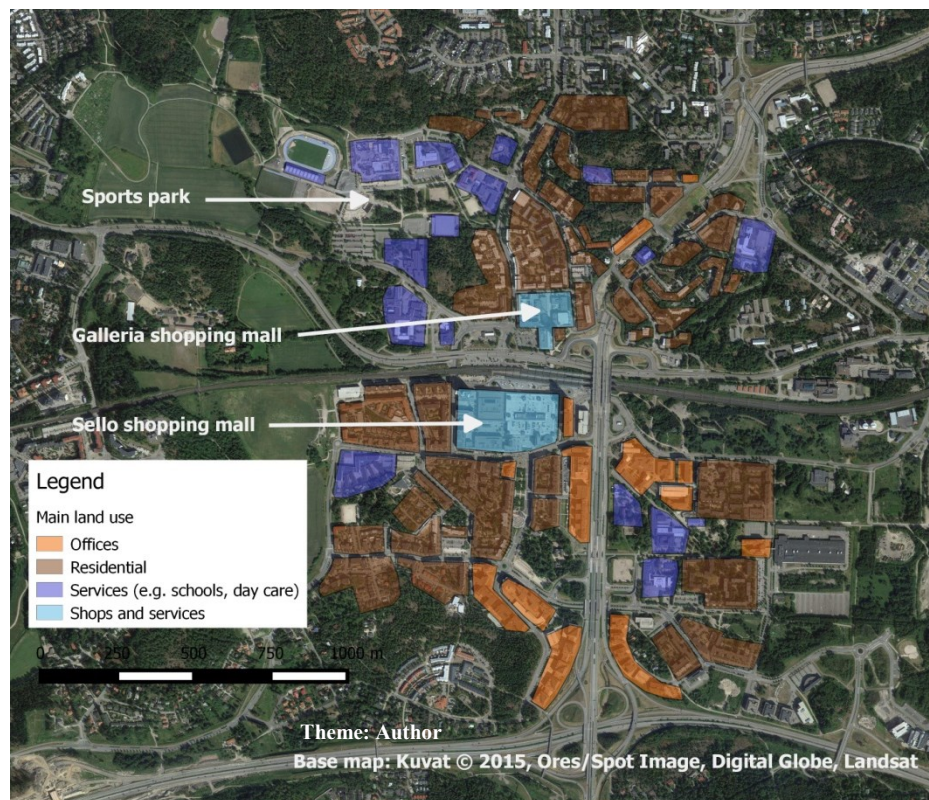 Sports park
Galleria shopping mall
Sello shopping mall
Legend
Main land use
Offices
Residential
Services (e.g. schools, day care)
Shops and services
0 250 500 750 1000 m
Theme: Author
Base map: Kuvat © 2015, Ores/Spot Image, Digital Globe, Landsat